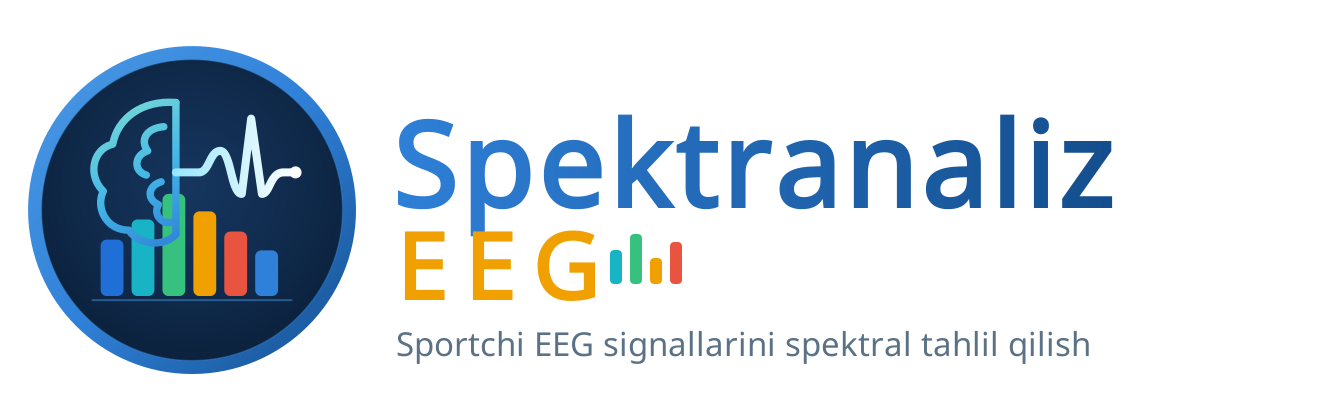 Spektranaliz
EEG
Sportchi EEG signallarini spektral tahlil qilish